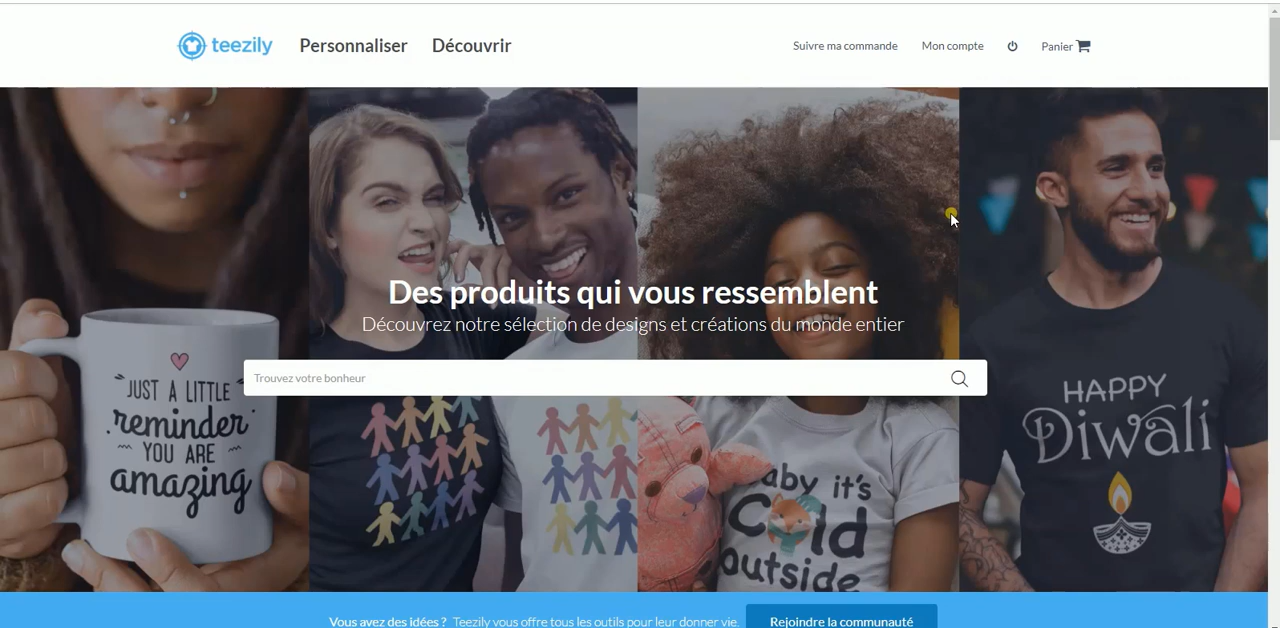 teezily
Personnaliser
Découvrir
Suivre ma commande
Mon compte
Panier
Des produits qui vous ressemblent
Découvrez notre sélection de designs et créations du monde entier
Trouvez votre bonheur
JUST A LITTLE
reminder
YOU ARE
amazing
aby it's
Cold
outside
HAPPY
Diwali
Vous avez des idées ? Teezily vous offre tous les outils pour leur donner vie.
Rejoindre la communauté